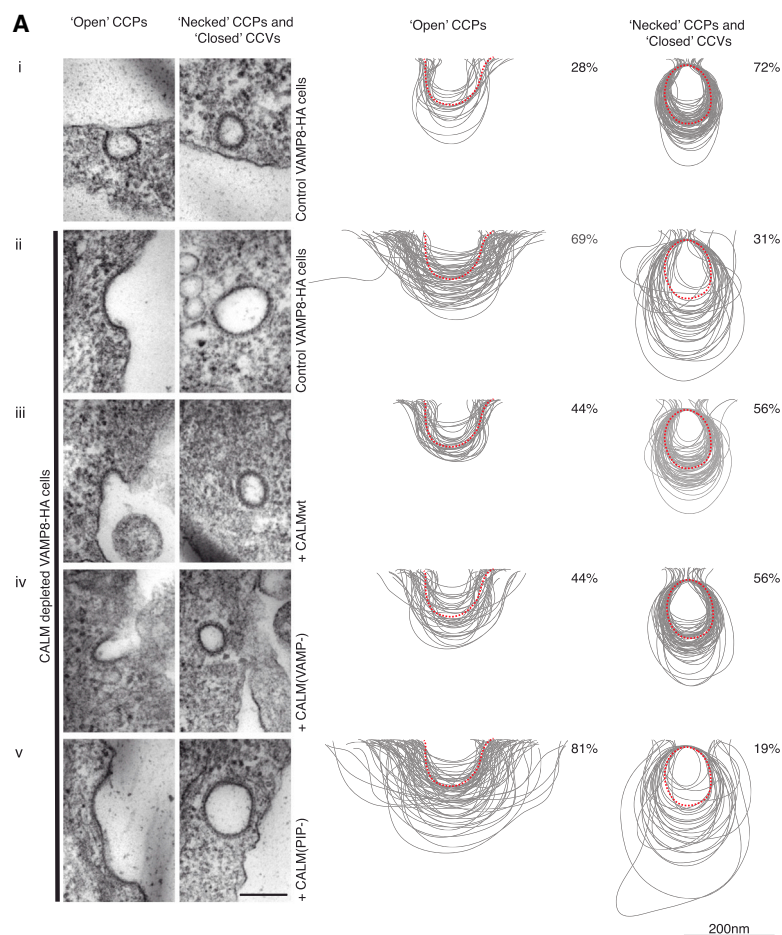 A
'Open' CCPs
'Necked' CCPs and
'Closed' CCVs
'Open' CCPs
'Necked' CCPs and
'Closed' CCVs
i
Control VAMP8-HA cells
28%
72%
CALM depleted VAMP8-HA cells
ii
Control VAMP8-HA cells
69%
31%
iii
+ CALMwt
44%
56%
iv
+ CALM(VAMP-)
44%
56%
v
+ CALM(PIP-)
81%
19%
200nm